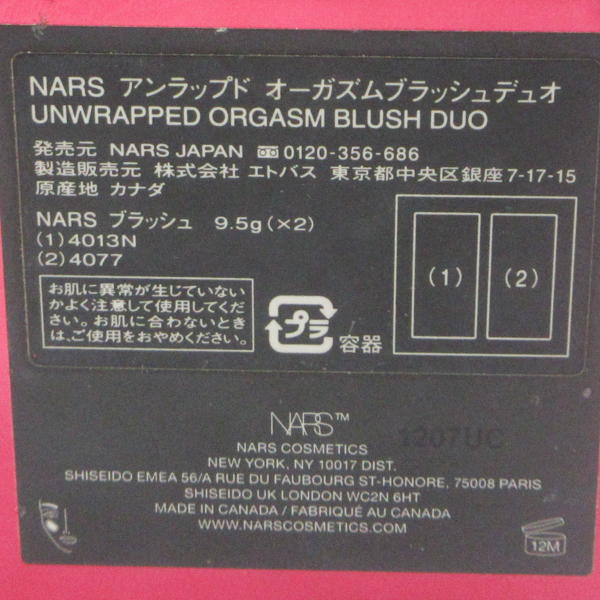 NARS アンラップド オーガズムブラッシュデュオ
UNWRAPPED ORGASM BLUSH DUO
発売元 NARS JAPAN 0120-356-686
製造販売元 株式会社 エトバス 東京都中央区銀座7-17-15
原産地 カナダ
NARS ブラッシュ 9.5g(×2)
(1)4013N
(2)4077
(1) (2)
お肌に異常が生じていない
かよく注意して使用してくだ
さい。お肌に合わないとき
は、ご使用をおやめください。
プラ
容器
NARS™
1207UC
NARS COSMETICS
NEW YORK, NY 10017 DIST.
SHISEIDO EMEA 56/A RUE DU FAUBOURG ST-HONORE, 75008 PARIS
SHISEIDO UK LONDON WC2N 6HT
MADE IN CANADA / FABRIQUÉ AU CANADA
WWW.NARSCOSMETICS.COM
12M